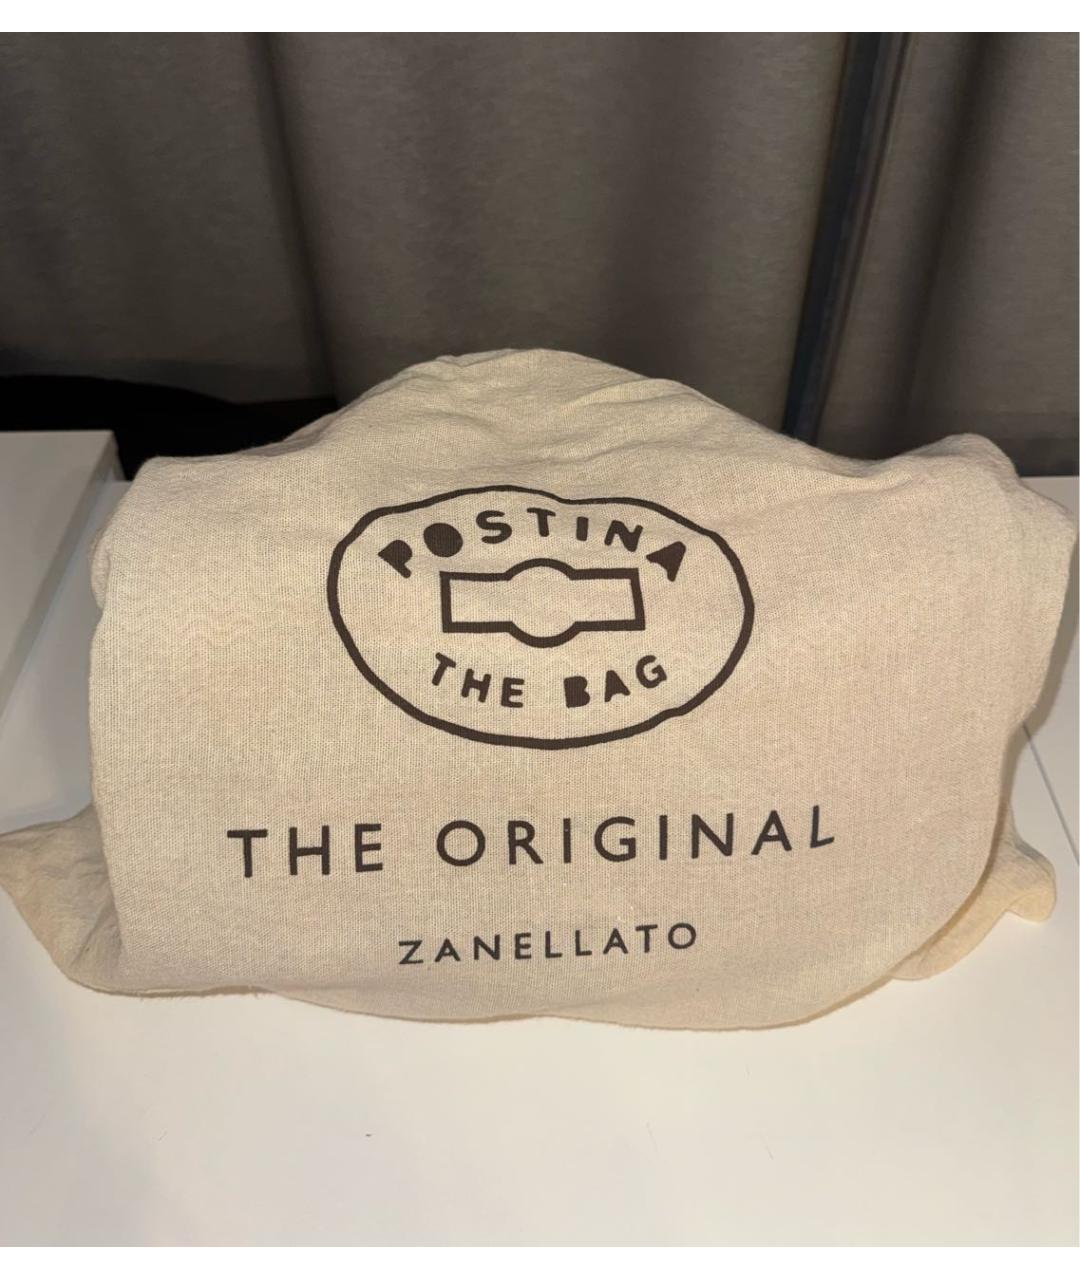 POSTINA
THE BAG
THE ORIGINAL
ZANELLATO